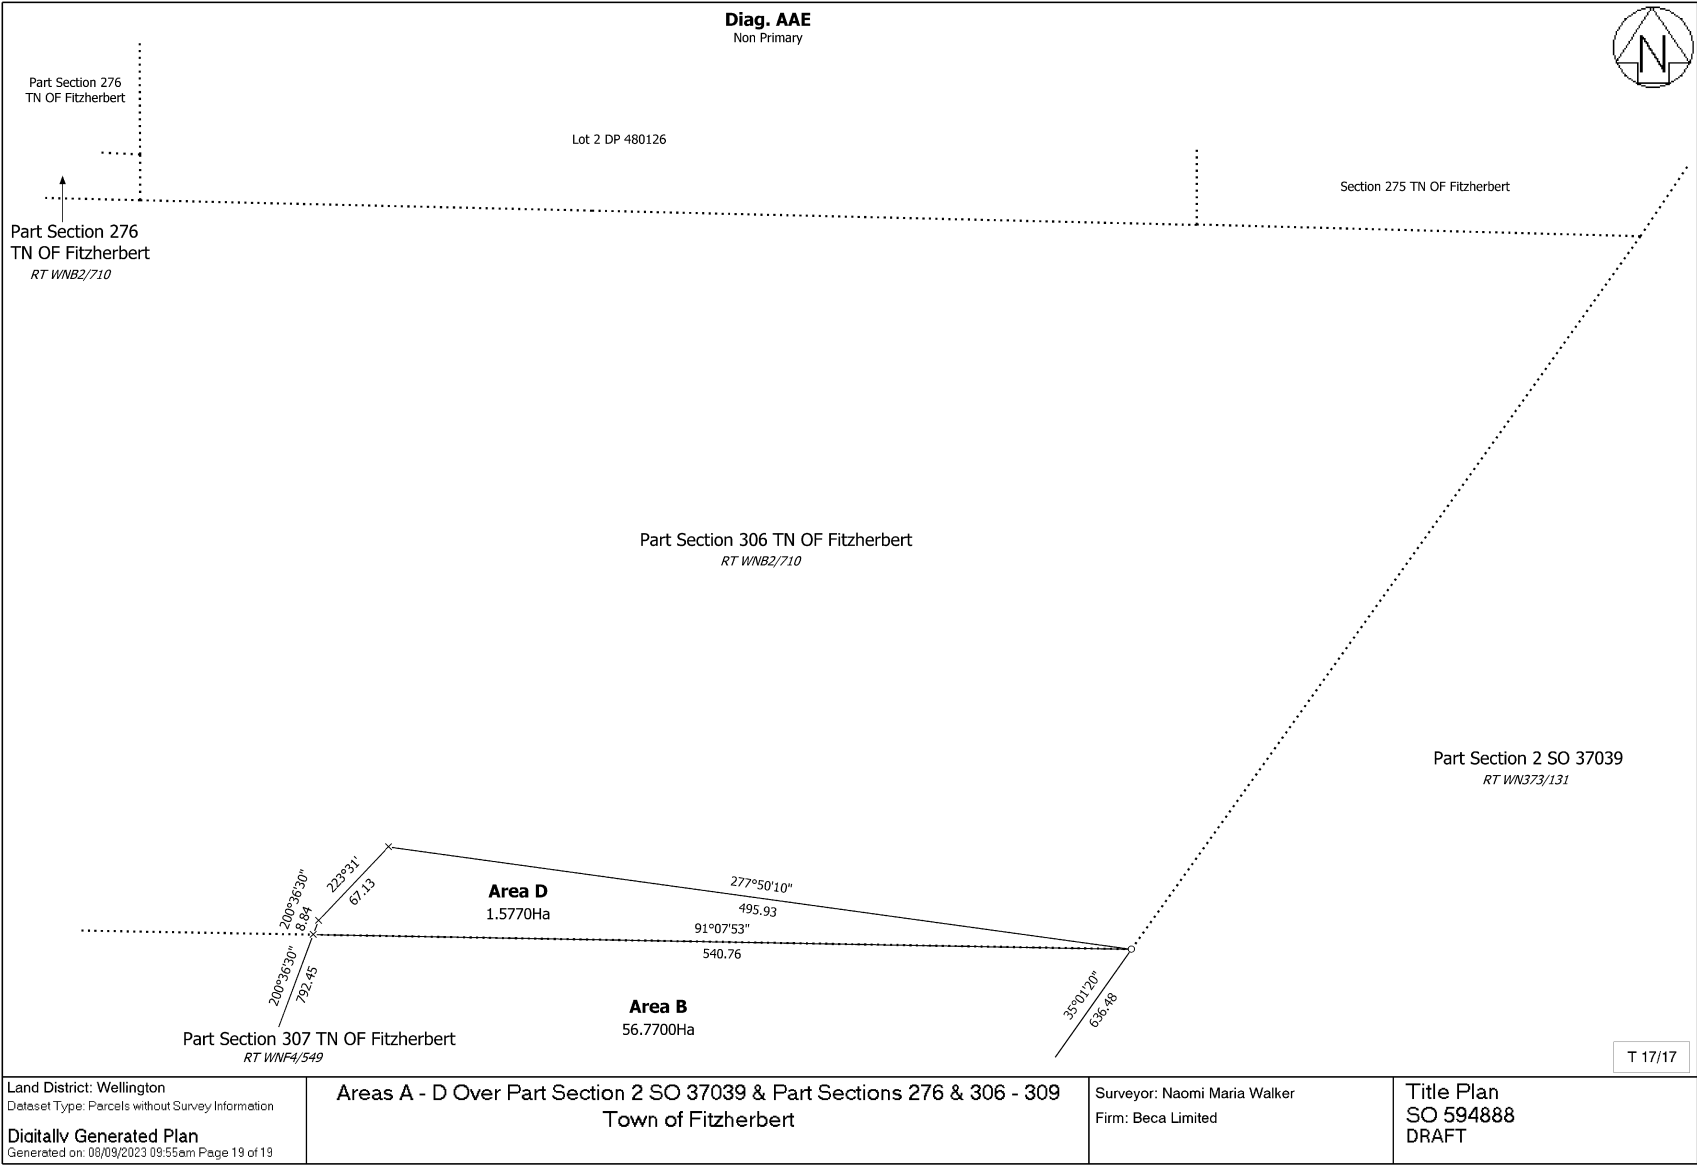 Diag. AAE
Non Primary
N
Part Section 276
TN OF Fitzherbert
Lot 2 DP 480126
Section 275 TN OF Fitzherbert
Part Section 276
TN OF Fitzherbert
RT WNB2/710
Part Section 306 TN OF Fitzherbert
RT WNB2/710
Part Section 2 SO 37039
RT WN373/131
223°31'
67.13
200°36'30"
8.84
Area D
1.5770Ha
277°50'10"
495.93
91°07'53"
540.76
200°36'30"
792.45
35°01'20"
636.48
Area B
56.7700Ha
Part Section 307 TN OF Fitzherbert
RT WNF4/549
T 17/17
Land District: Wellington
Dataset Type: Parcels without Survey Information
Digitally Generated Plan
Generated on: 08/09/2023 09:55am Page 19 of 19
Areas A - D Over Part Section 2 SO 37039 & Part Sections 276 & 306 - 309
Town of Fitzherbert
Surveyor: Naomi Maria Walker
Firm: Beca Limited
Title Plan
SO 594888
DRAFT